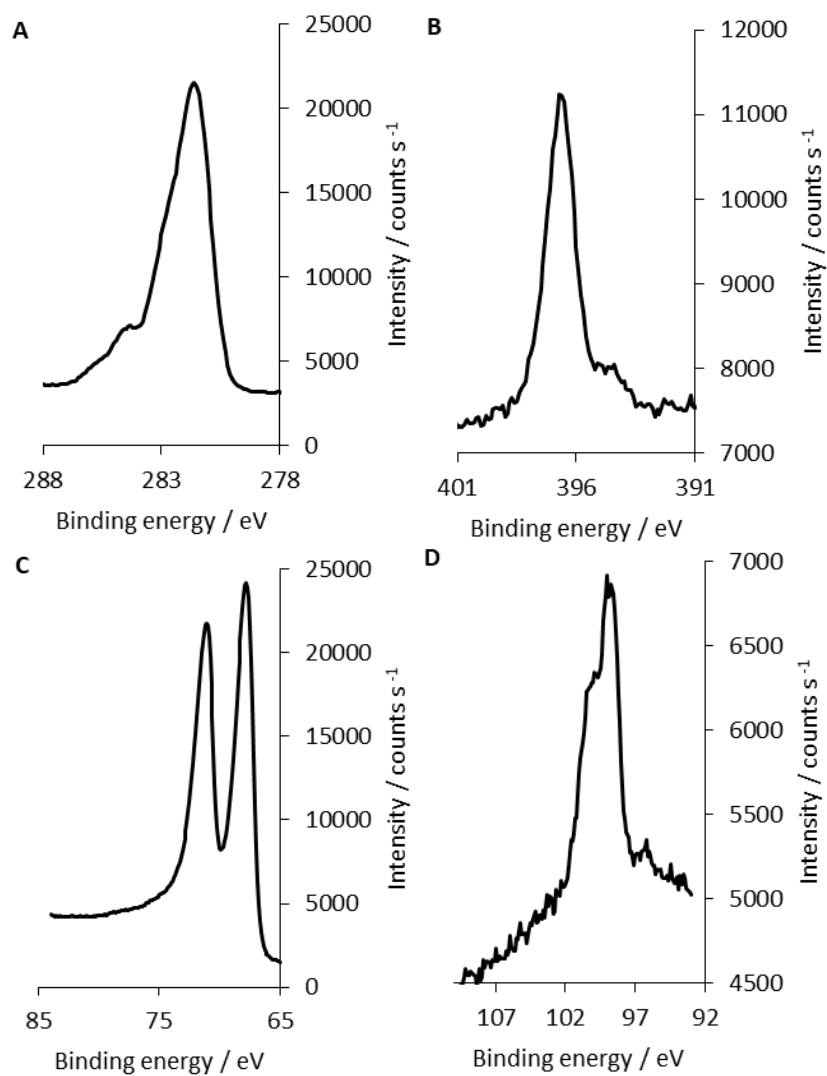 A
25000
20000
15000
10000
5000
0
Intensity / counts s⁻¹
288 283 278
Binding energy / eV
B
12000
11000
10000
9000
8000
7000
Intensity / counts s⁻¹
401 396 391
Binding energy / eV
C
25000
20000
15000
10000
5000
0
Intensity / counts s⁻¹
85 75 65
Binding energy / eV
D
7000
6500
6000
5500
5000
4500
Intensity / counts s⁻¹
107 102 97 92
Binding energy / eV